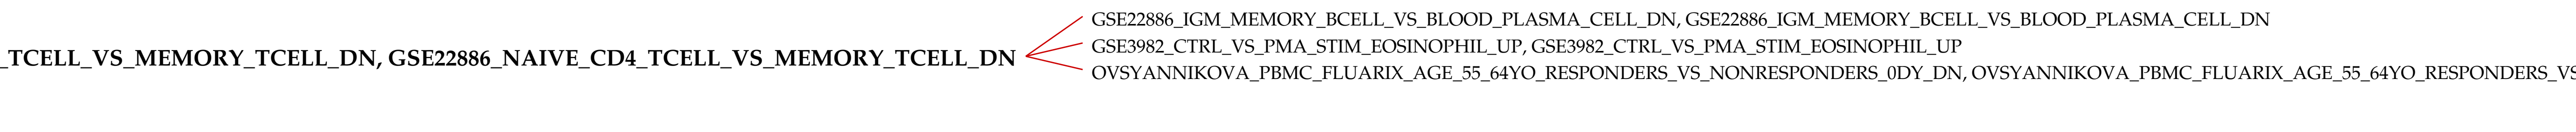 _TCELL_VS_MEMORY_TCELL_DN, GSE22886_NAIVE_CD4_TCELL_VS_MEMORY_TCELL_DN
GSE22886_IGM_MEMORY_BCELL_VS_BLOOD_PLASMA_CELL_DN, GSE22886_IGM_MEMORY_BCELL_VS_BLOOD_PLASMA_CELL_DN
GSE3982_CTRL_VS_PMA_STIM_EOSINOPHIL_UP, GSE3982_CTRL_VS_PMA_STIM_EOSINOPHIL_UP
OVSYANNIKOVA_PBMC_FLUARIX_AGE_55_64YO_RESPONDERS_VS_NONRESPONDERS_0DY_DN, OVSYANNIKOVA_PBMC_FLUARIX_AGE_55_64YO_RESPONDERS_VS